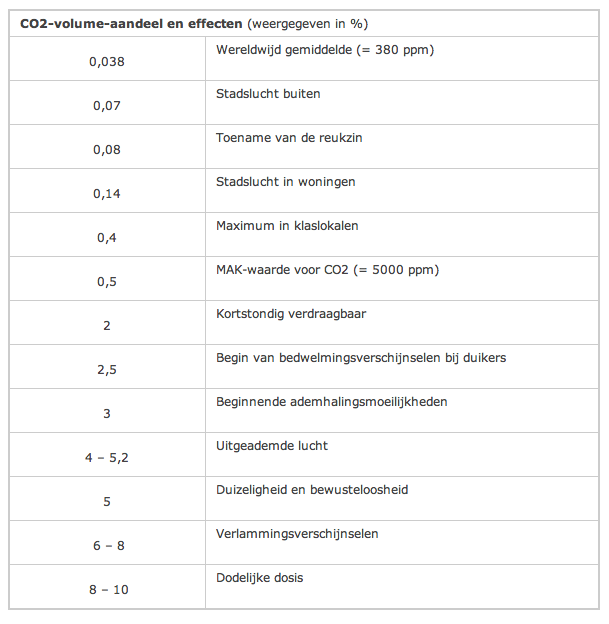 CO2-volume-aandeel en effecten (weergegeven in %)
0,038 Wereldwijd gemiddelde (= 380 ppm)
0,07 Stadslucht buiten
0,08 Toename van de reukzin
0,14 Stadslucht in woningen
0,4 Maximum in klaslokalen
0,5 MAK-waarde voor CO2 (= 5000 ppm)
2 Kortstondig verdraagbaar
2,5 Begin van bedwelmingsverschijnselen bij duikers
3 Beginnende ademhalingsmoeilijkheden
4 – 5,2 Uitgeademde lucht
5 Duizeligheid en bewusteloosheid
6 – 8 Verlammingsverschijnselen
8 – 10 Dodelijke dosis